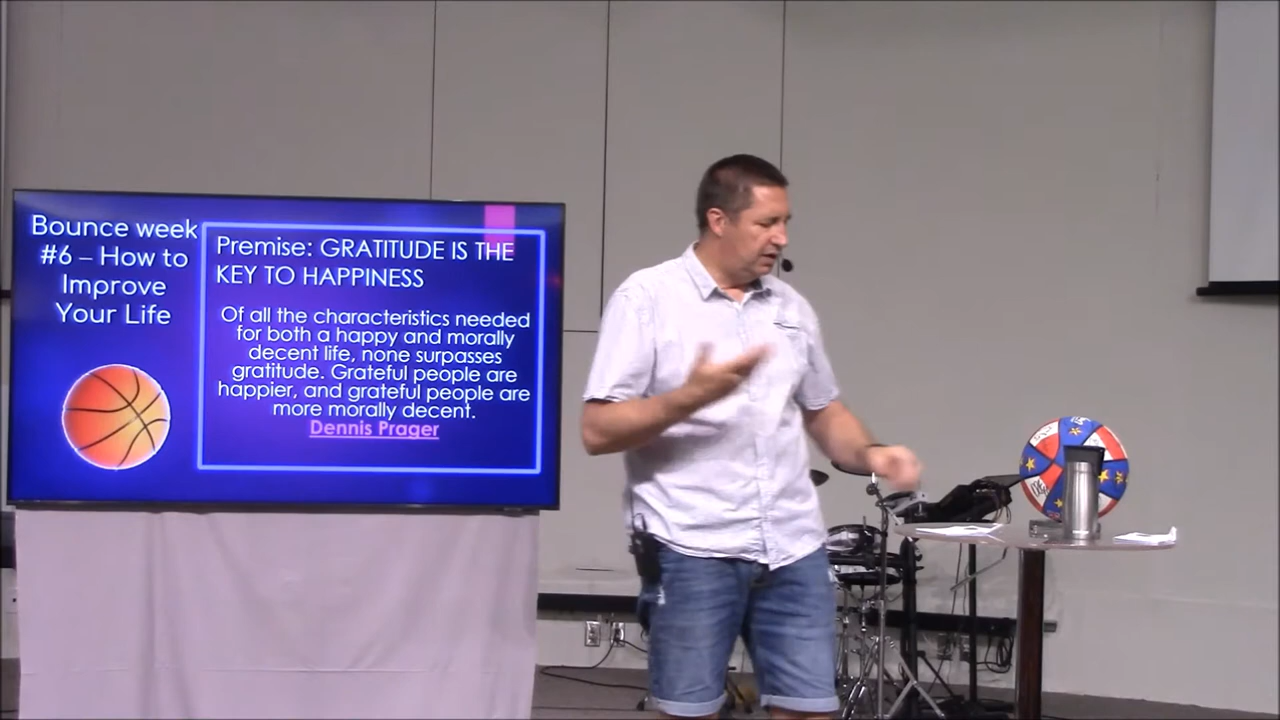 Bounce week
#6 – How to
Improve
Your Life
Premise: GRATITUDE IS THE
KEY TO HAPPINESS
Of all the characteristics needed
for both a happy and morally
decent life, none surpasses
gratitude. Grateful people are
happier, and grateful people are
more morally decent.
Dennis Prager